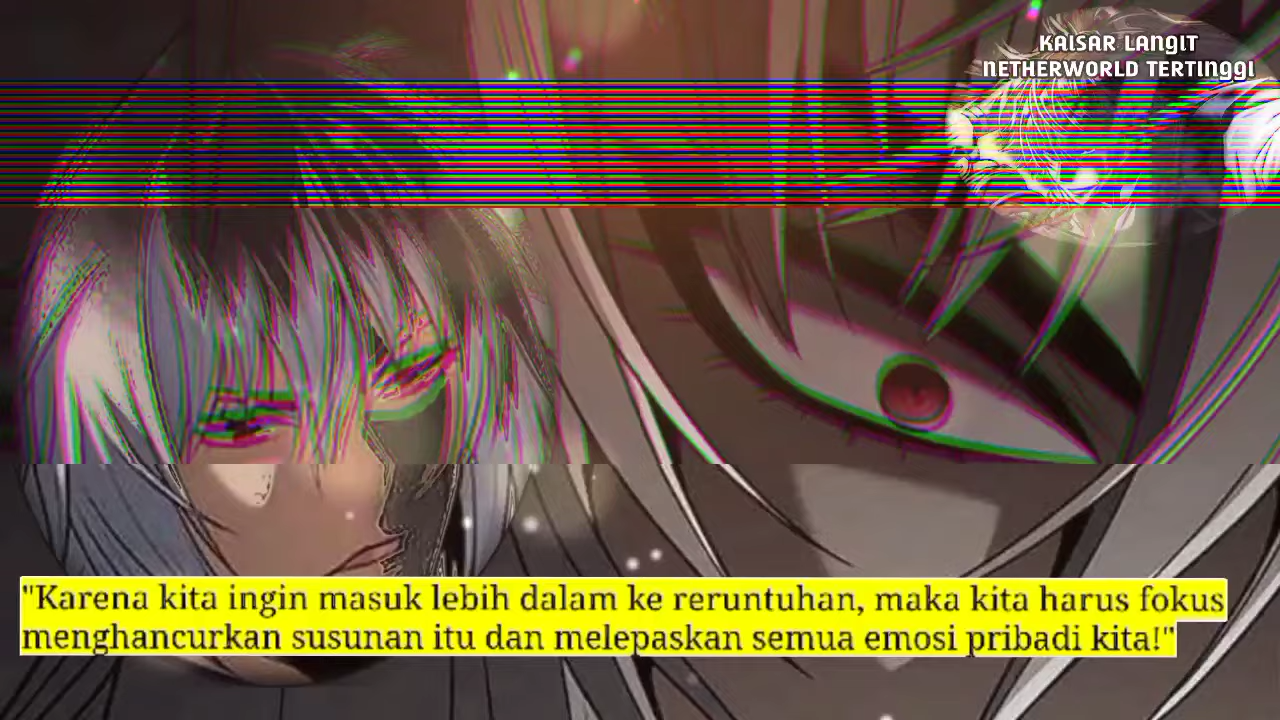 KAISAR LANGIT
NETHERWORLD TERTINGGI
"Karena kita ingin masuk lebih dalam ke reruntuhan, maka kita harus fokus
menghancurkan susunan itu dan melepaskan semua emosi pribadi kita!"